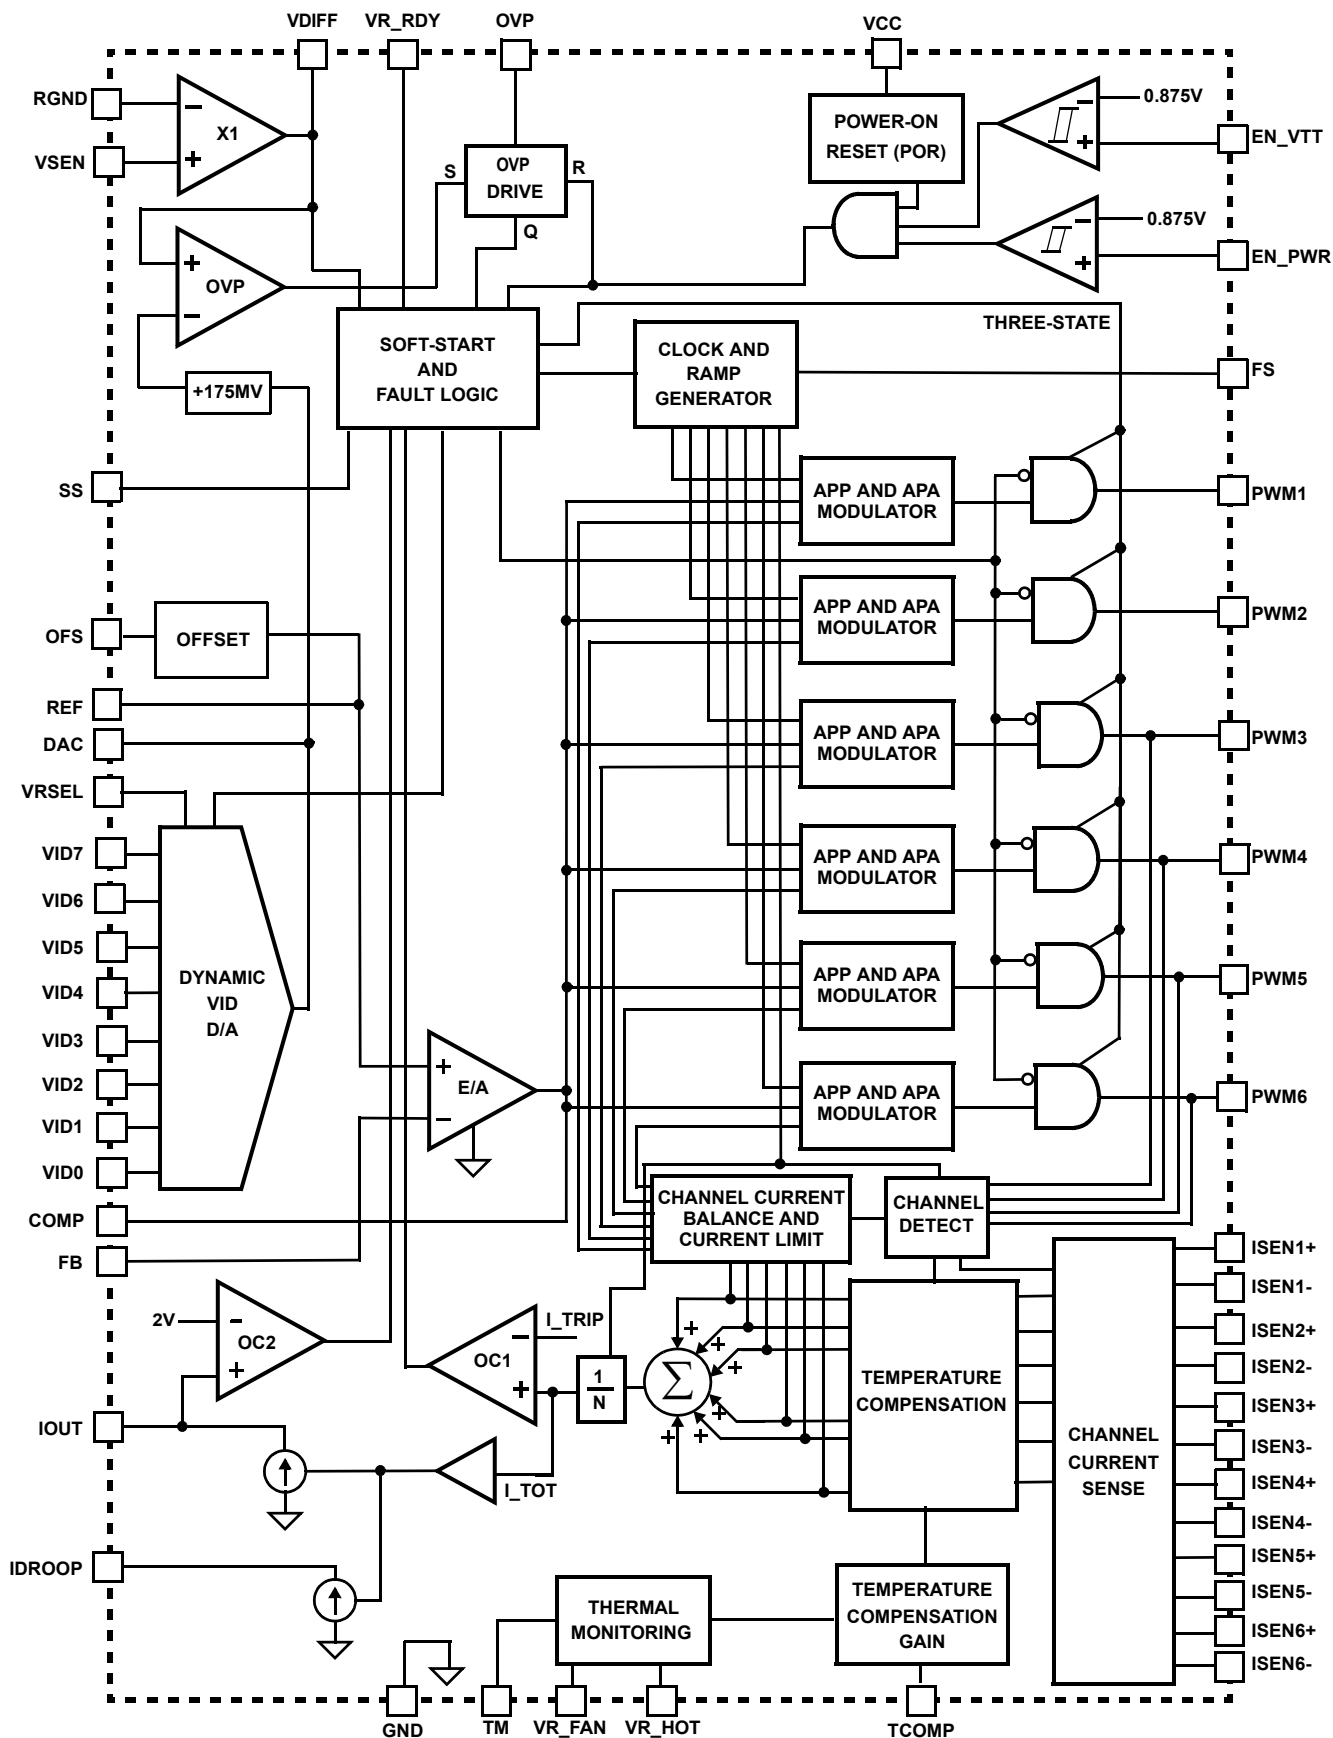 VDIFF
VR_RDY
OVP
VCC
RGND
VSEN
−
X1
+
S
OVP
DRIVE
R
Q
POWER-ON
RESET (POR)
−
0.875V
+
EN_VTT
−
0.875V
+
EN_PWR
+
OVP
−
+175MV
SOFT-START
AND
FAULT LOGIC
CLOCK AND
RAMP
GENERATOR
THREE-STATE
FS
SS
APP AND APA
MODULATOR
PWM1
APP AND APA
MODULATOR
PWM2
OFS
OFFSET
REF
DAC
VRSEL
APP AND APA
MODULATOR
PWM3
VID7
VID6
VID5
VID4
VID3
VID2
VID1
VID0
DYNAMIC
VID
D/A
APP AND APA
MODULATOR
PWM4
APP AND APA
MODULATOR
PWM5
+
E/A
−
APP AND APA
MODULATOR
PWM6
COMP
FB
CHANNEL CURRENT
BALANCE AND
CURRENT LIMIT
CHANNEL
DETECT
2V
−
OC2
+
I_TRIP
−
OC1
+
1
N
Σ
+
+
+
+
+
+
TEMPERATURE
COMPENSATION
CHANNEL
CURRENT
SENSE
ISEN1+
ISEN1-
ISEN2+
ISEN2-
ISEN3+
ISEN3-
ISEN4+
ISEN4-
ISEN5+
ISEN5-
ISEN6+
ISEN6-
IOUT
I_TOT
IDROOP
THERMAL
MONITORING
TEMPERATURE
COMPENSATION
GAIN
GND
TM
VR_FAN
VR_HOT
TCOMP